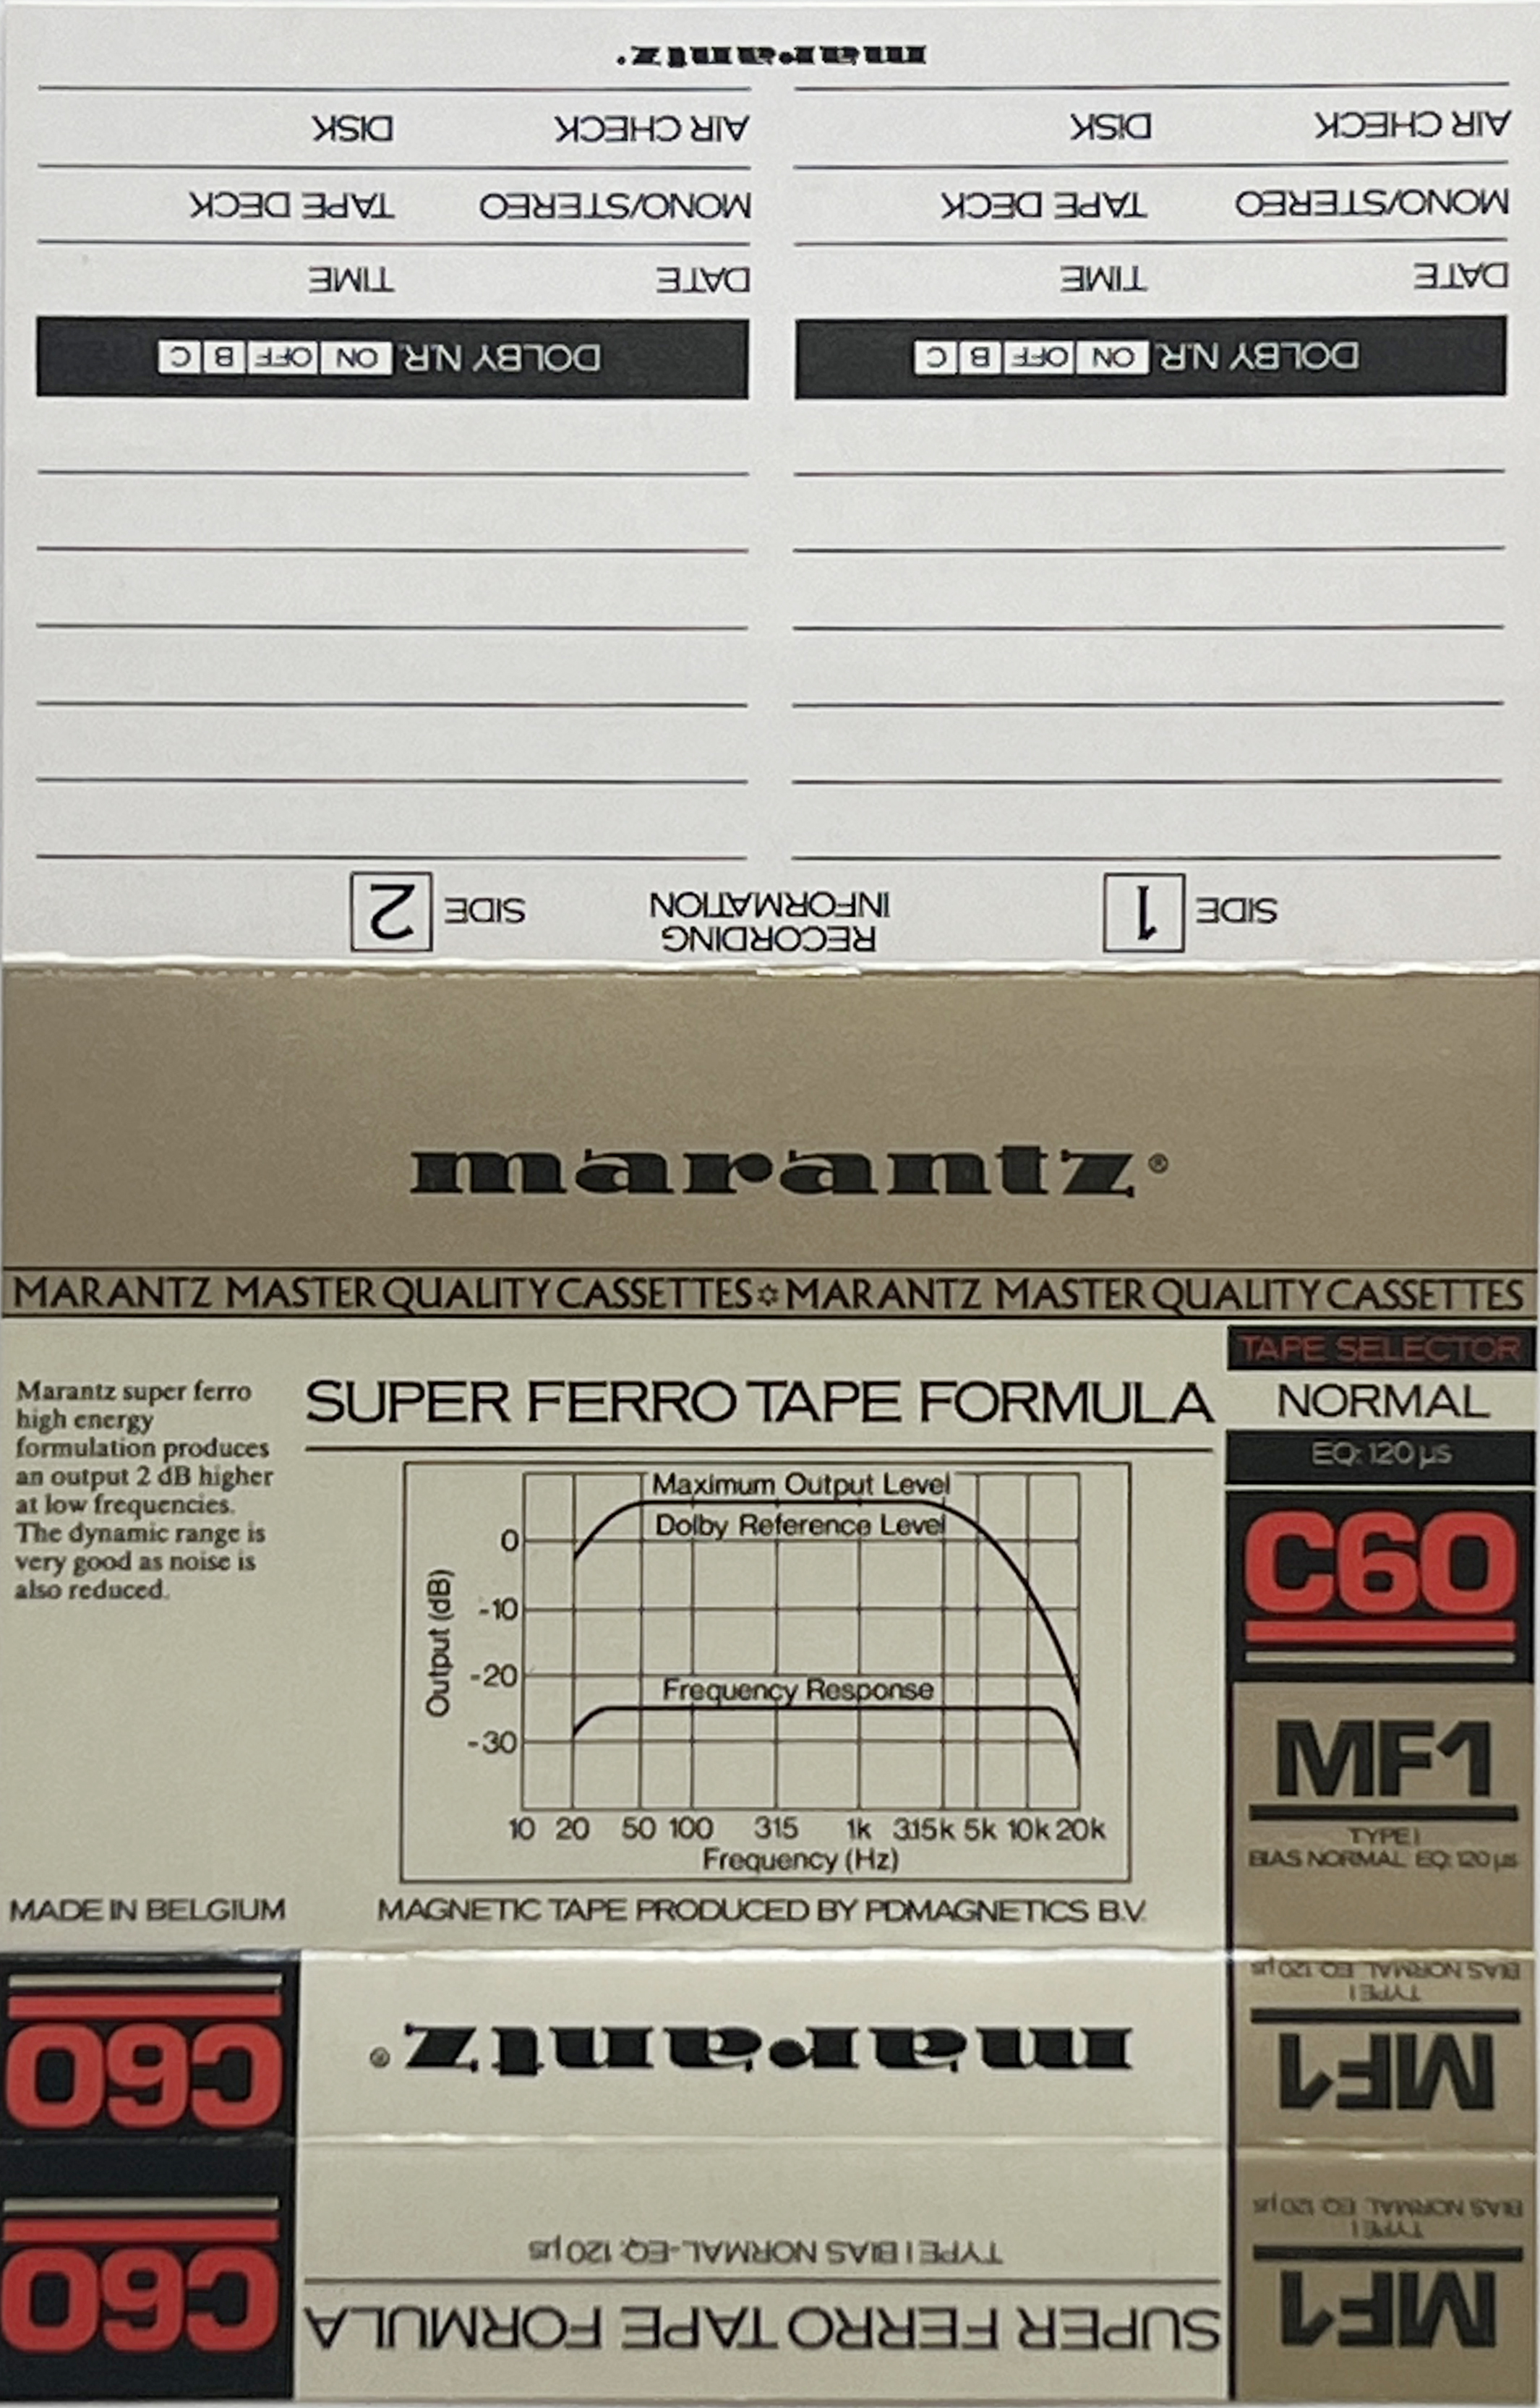 marantz.
AIR CHECK DISK AIR CHECK DISK
MONO/STEREO TAPE DECK MONO/STEREO TAPE DECK
DATE TIME DATE TIME
DOLBY N.R. ON OFF B C DOLBY N.R. ON OFF B C
SIDE 1 SIDE 2
RECORDING
INFORMATION
marantz®
MARANTZ MASTER QUALITY CASSETTES✡MARANTZ MASTER QUALITY CASSETTES
Marantz super ferro
high energy
formulation produces
an output 2 dB higher
at low frequencies.
The dynamic range is
very good as noise is
also reduced.
SUPER FERRO TAPE FORMULA
Maximum Output Level
Dolby Reference Level
Frequency Response
Output (dB)
0
-10
-20
-30
10 20 50 100 315 1k 3.15k 5k 10k 20k
Frequency (Hz)
MADE IN BELGIUM
MAGNETIC TAPE PRODUCED BY PDMAGNETICS B.V.
TAPE SELECTOR
NORMAL
EQ: 120 µs
C60
MF1
TYPE I
BIAS NORMAL EQ: 120 µs
MF1
TYPE I
BIAS NORMAL EQ: 120 µs
marantz®
C60
MF1
TYPE I
BIAS NORMAL EQ: 120 µs
SUPER FERRO TAPE FORMULA
TYPE I BIAS NORMAL-EQ: 120 µs
C60